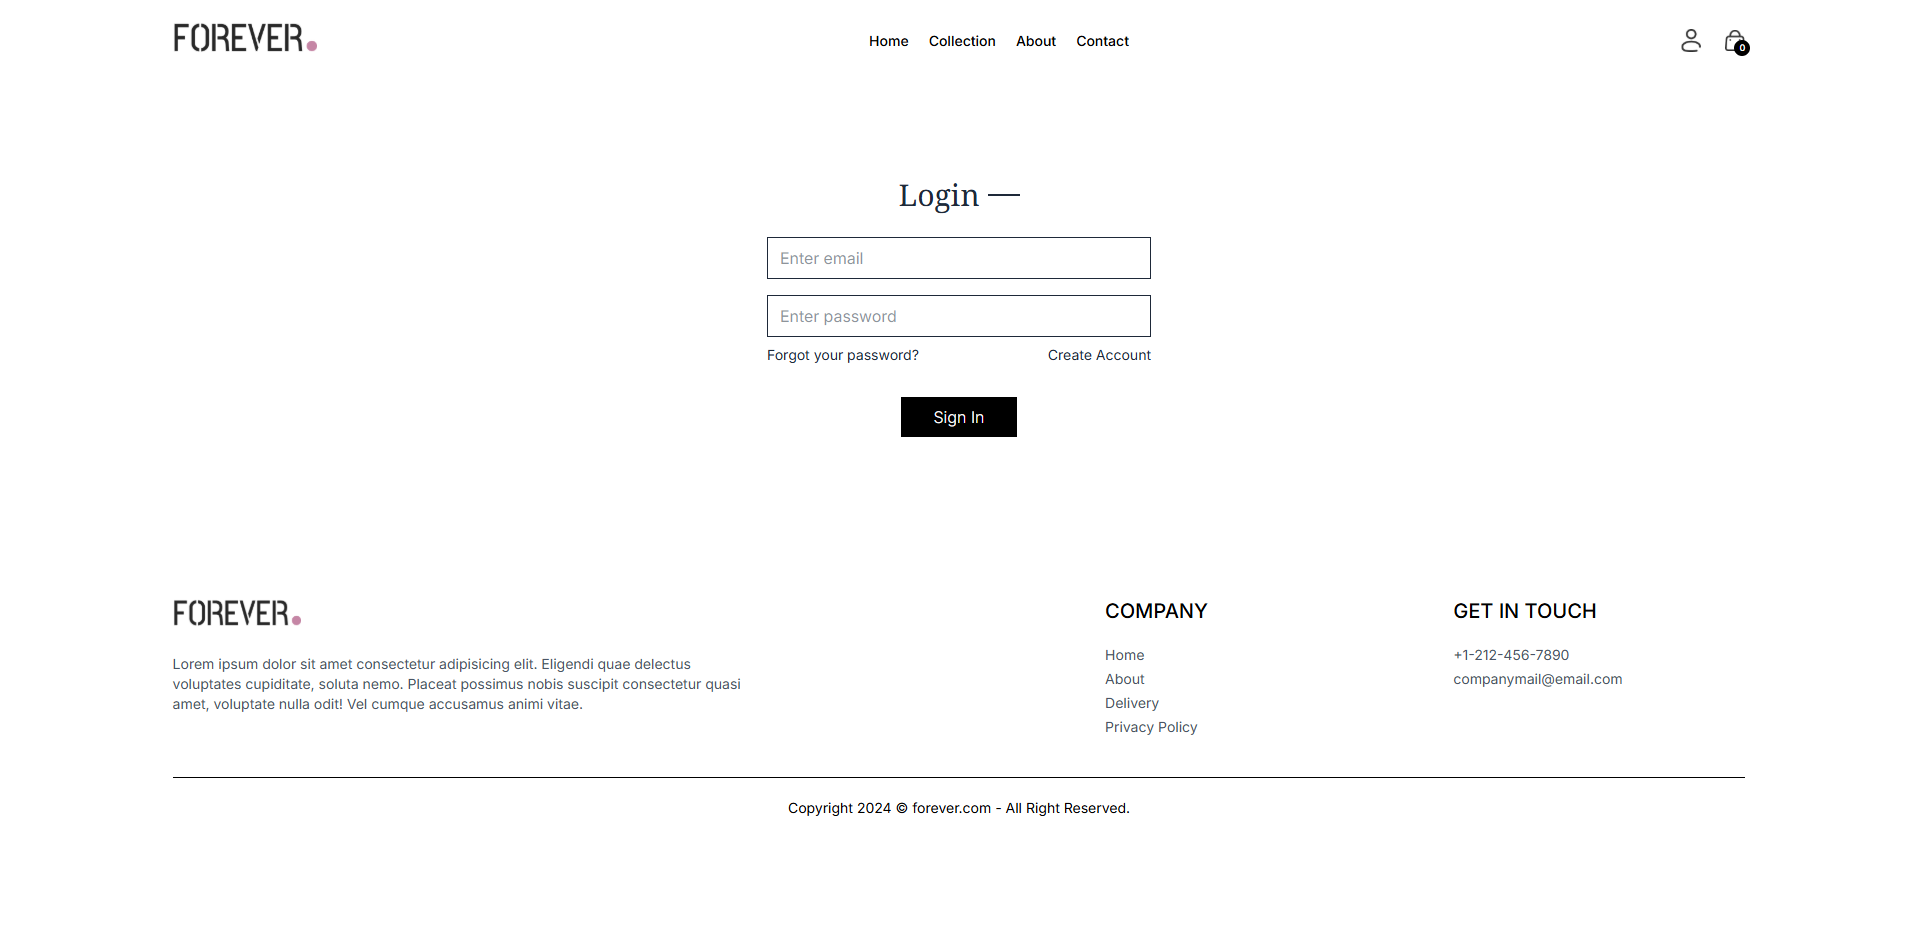 FOREVER.
Home Collection About Contact
0
Login
Enter email
Enter password
Forgot your password? Create Account
Sign In
FOREVER.
Lorem ipsum dolor sit amet consectetur adipisicing elit. Eligendi quae delectus
voluptates cupiditate, soluta nemo. Placeat possimus nobis suscipit consectetur quasi
amet, voluptate nulla odit! Vel cumque accusamus animi vitae.
COMPANY
Home
About
Delivery
Privacy Policy
GET IN TOUCH
+1-212-456-7890
companymail@email.com
Copyright 2024 © forever.com - All Right Reserved.